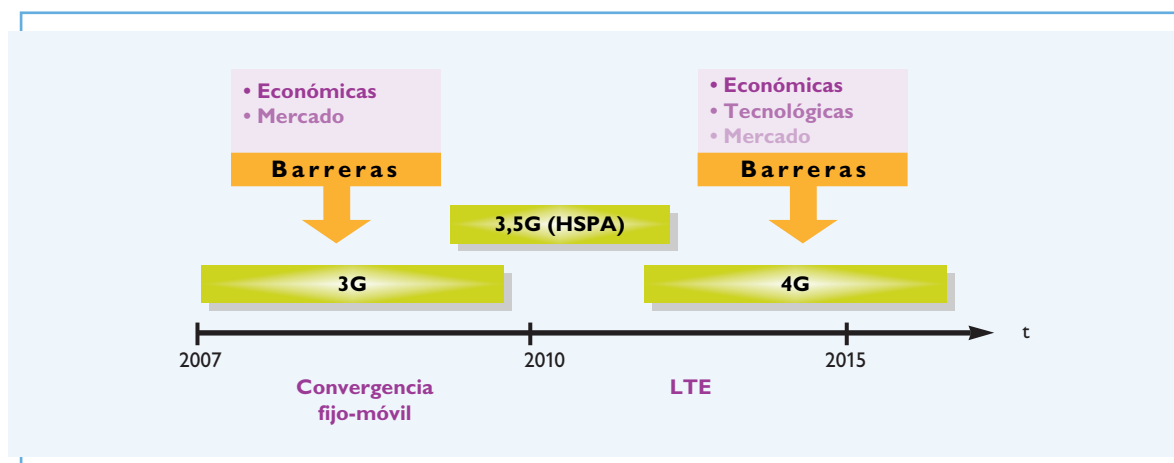 • Económicas
• Mercado
Barreras
• Económicas
• Tecnológicas
• Mercado
Barreras
3,5G (HSPA)
3G
4G
t
2007
2010
2015
Convergencia
fijo-móvil
LTE